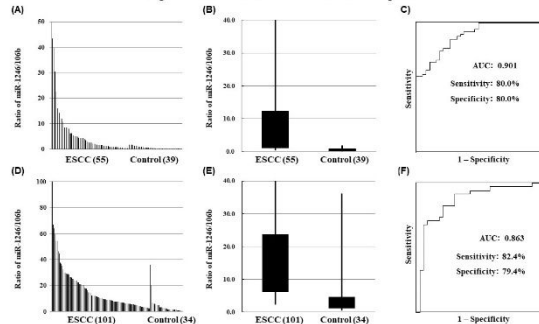 (A)
Ratio of miR-1246/106b
50
40
30
20
10
0
ESCC (55) Control (39)
(B)
Ratio of miR-1246/106b
40.0
30.0
20.0
10.0
0.0
ESCC (55) Control (39)
(C)
Sensitivity
AUC: 0.901
Sensitivity: 80.0%
Specificity: 80.0%
1 – Specificity
(D)
Ratio of miR-1246/106b
100
80
60
40
20
0
ESCC (101) Control (34)
(E)
Ratio of miR-1246/106b
40.0
30.0
20.0
10.0
0.0
ESCC (101) Control (34)
(F)
Sensitivity
AUC: 0.863
Sensitivity: 82.4%
Specificity: 79.4%
1 – Specificity